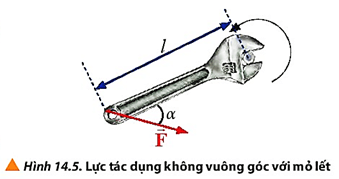 l
α
F
Hình 14.5. Lực tác dụng không vuông góc với mỏ lết